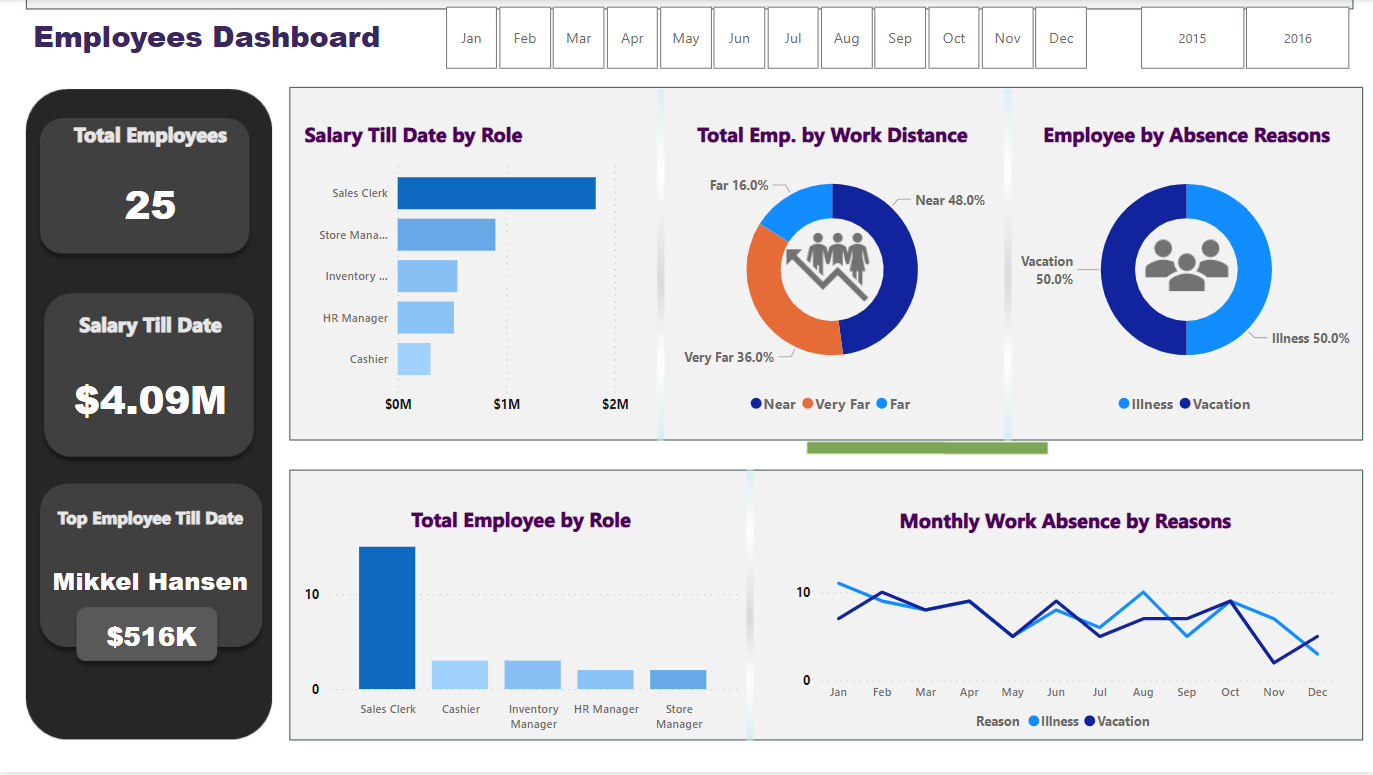 Employees Dashboard
Jan Feb Mar Apr May Jun Jul Aug Sep Oct Nov Dec 2015 2016
Total Employees
25
Salary Till Date
$4.09M
Top Employee Till Date
Mikkel Hansen
$516K
Salary Till Date by Role
Sales Clerk
Store Mana...
Inventory ...
HR Manager
Cashier
$0M $1M $2M
Total Emp. by Work Distance
Far 16.0%
Near 48.0%
Very Far 36.0%
Near Very Far Far
Employee by Absence Reasons
Vacation
50.0%
Illness 50.0%
Illness Vacation
Total Employee by Role
10
0
Sales Clerk Cashier Inventory Manager HR Manager Store Manager
Monthly Work Absence by Reasons
10
0
Jan Feb Mar Apr May Jun Jul Aug Sep Oct Nov Dec
Reason Illness Vacation